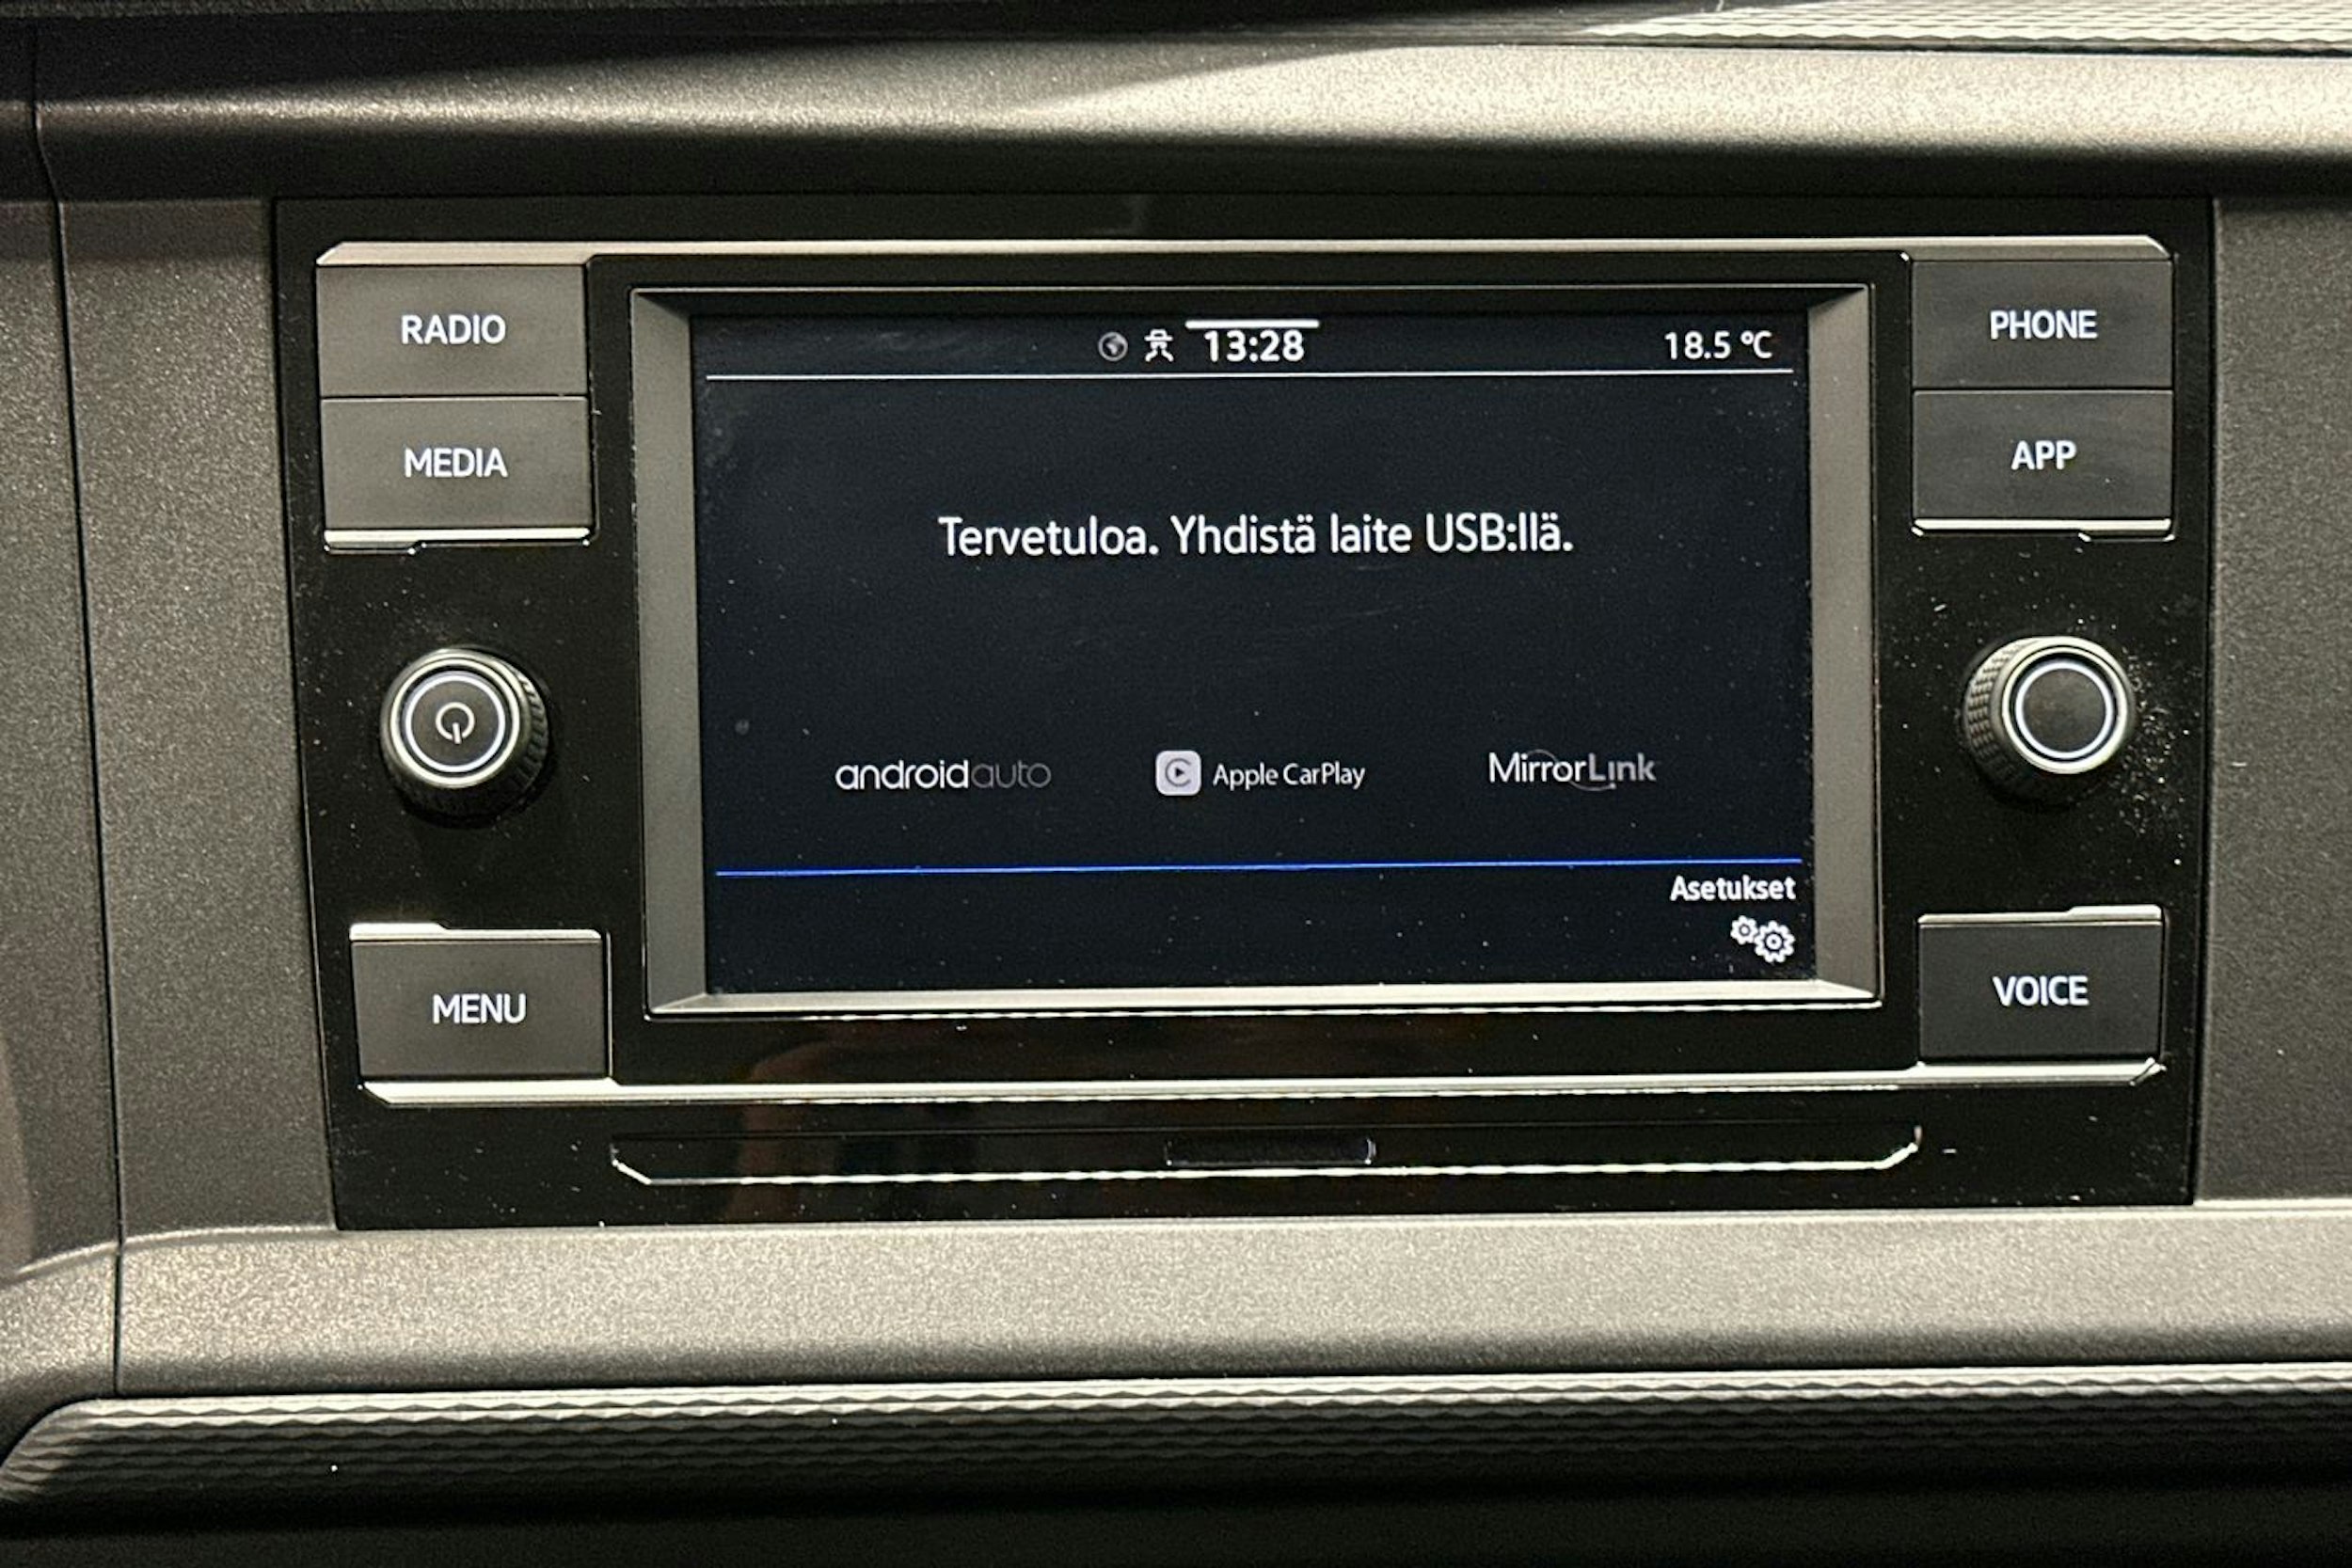 RADIO
MEDIA
MENU
13:28
18.5 °C
Tervetuloa. Yhdistä laite USB:llä.
androidauto
Apple CarPlay
MirrorLink
Asetukset
PHONE
APP
VOICE